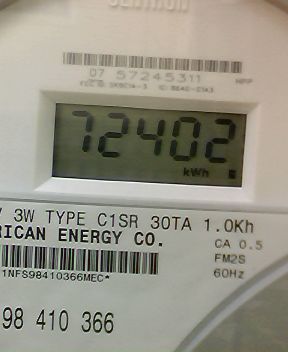 CENTRON
07 57245311
72402
kWh
3W TYPE C1SR 30TA 1.0Kh
RICAN ENERGY CO.
CA 0.5
FM2S
60Hz
1NFS98410366MEC*
98 410 366